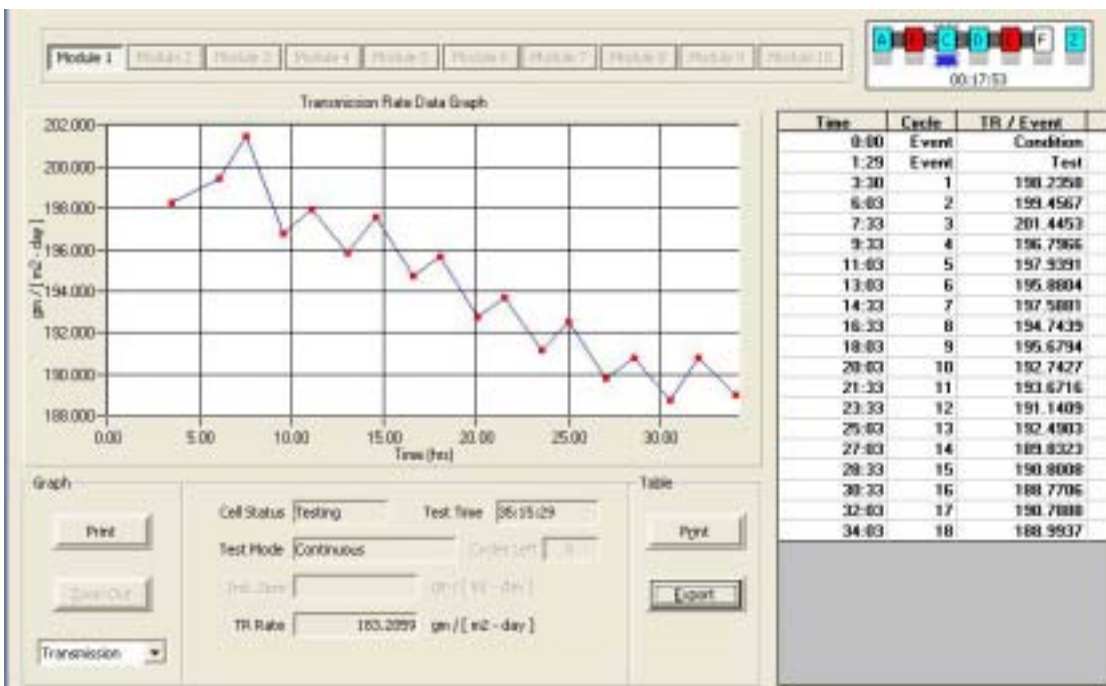 Module 1 Module 2 Module 3 Module 4 Module 5 Module 6 Module 7 Module 8 Module 9 Module 10
A C D F Z
00:17:53
Transmission Rate Data Graph
gm / [ m2 - day ]
202.000
200.000
198.000
196.000
194.000
192.000
190.000
188.000
0.00 5.00 10.00 15.00 20.00 25.00 30.00
Time (hrs)
Time Cycle TR / Event
0:00 Event Condition
1:29 Event Test
3:30 1 198.2350
6:03 2 199.4567
7:33 3 201.4453
9:33 4 196.7966
11:03 5 197.9391
13:03 6 195.8804
14:33 7 197.5881
16:33 8 194.7439
18:03 9 195.6794
20:03 10 192.7427
21:33 11 193.6716
23:33 12 191.1409
25:03 13 192.4903
27:03 14 189.8323
28:33 15 190.8008
30:33 16 188.7706
32:03 17 190.7880
34:03 18 188.9937
Graph
Print
Zoom Out
Transmission
Cell Status Testing Test Time 35:15:29
Test Mode Continuous Cycles Left
gm / [ m2 - day ]
TR Rate 183.2099 gm / [ m2 - day ]
Table
Print
Export